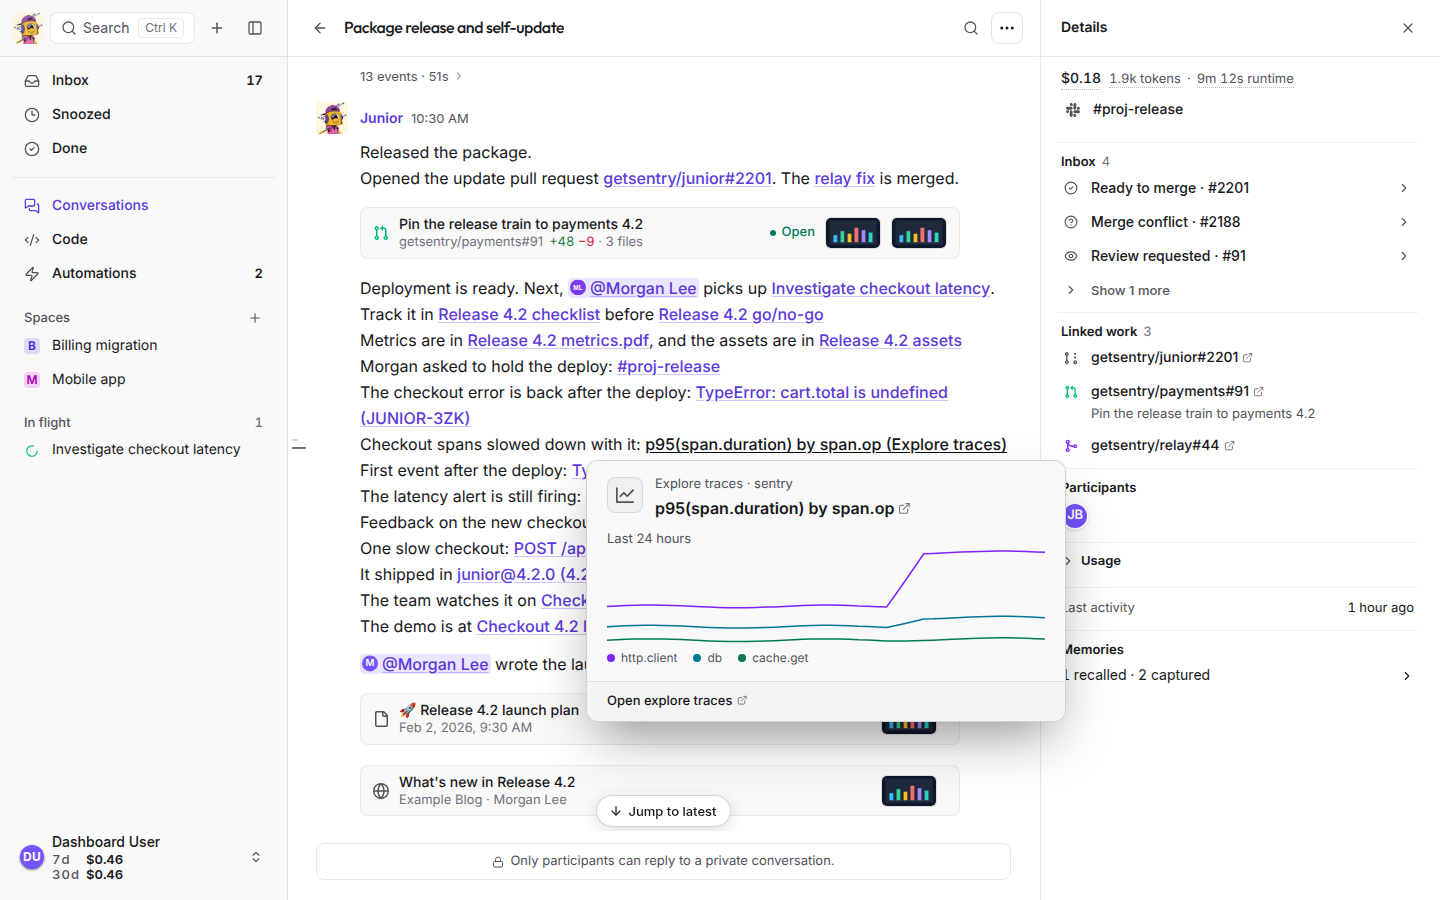 Search Ctrl K
Inbox 17
Snoozed
Done
Conversations
Code
Automations 2
Spaces
B Billing migration
M Mobile app
In flight 1
Investigate checkout latency
DU Dashboard User
7d $0.46
30d $0.46
Package release and self-update
13 events · 51s
Junior 10:30 AM
Released the package.
Opened the update pull request getsentry/junior#2201. The relay fix is merged.
Pin the release train to payments 4.2
getsentry/payments#91 +48 −9 · 3 files
Open
Deployment is ready. Next, ML @Morgan Lee picks up Investigate checkout latency.
Track it in Release 4.2 checklist before Release 4.2 go/no-go
Metrics are in Release 4.2 metrics.pdf, and the assets are in Release 4.2 assets
Morgan asked to hold the deploy: #proj-release
The checkout error is back after the deploy: TypeError: cart.total is undefined
(JUNIOR-3ZK)
Checkout spans slowed down with it: p95(span.duration) by span.op (Explore traces)
First event after the deploy: Ty
The latency alert is still firing:
Feedback on the new checkou
One slow checkout: POST /ap
It shipped in junior@4.2.0 (4.2
The team watches it on Check
The demo is at Checkout 4.2
M @Morgan Lee wrote the lau
Explore traces · sentry
p95(span.duration) by span.op
Last 24 hours
http.client db cache.get
Open explore traces
🚀 Release 4.2 launch plan
Feb 2, 2026, 9:30 AM
What's new in Release 4.2
Example Blog · Morgan Lee
Jump to latest
Only participants can reply to a private conversation.
Details
$0.18 1.9k tokens · 9m 12s runtime
#proj-release
Inbox 4
Ready to merge · #2201
Merge conflict · #2188
Review requested · #91
Show 1 more
Linked work 3
getsentry/junior#2201
getsentry/payments#91
Pin the release train to payments 4.2
getsentry/relay#44
Participants
JB
Usage
Last activity 1 hour ago
Memories
1 recalled · 2 captured